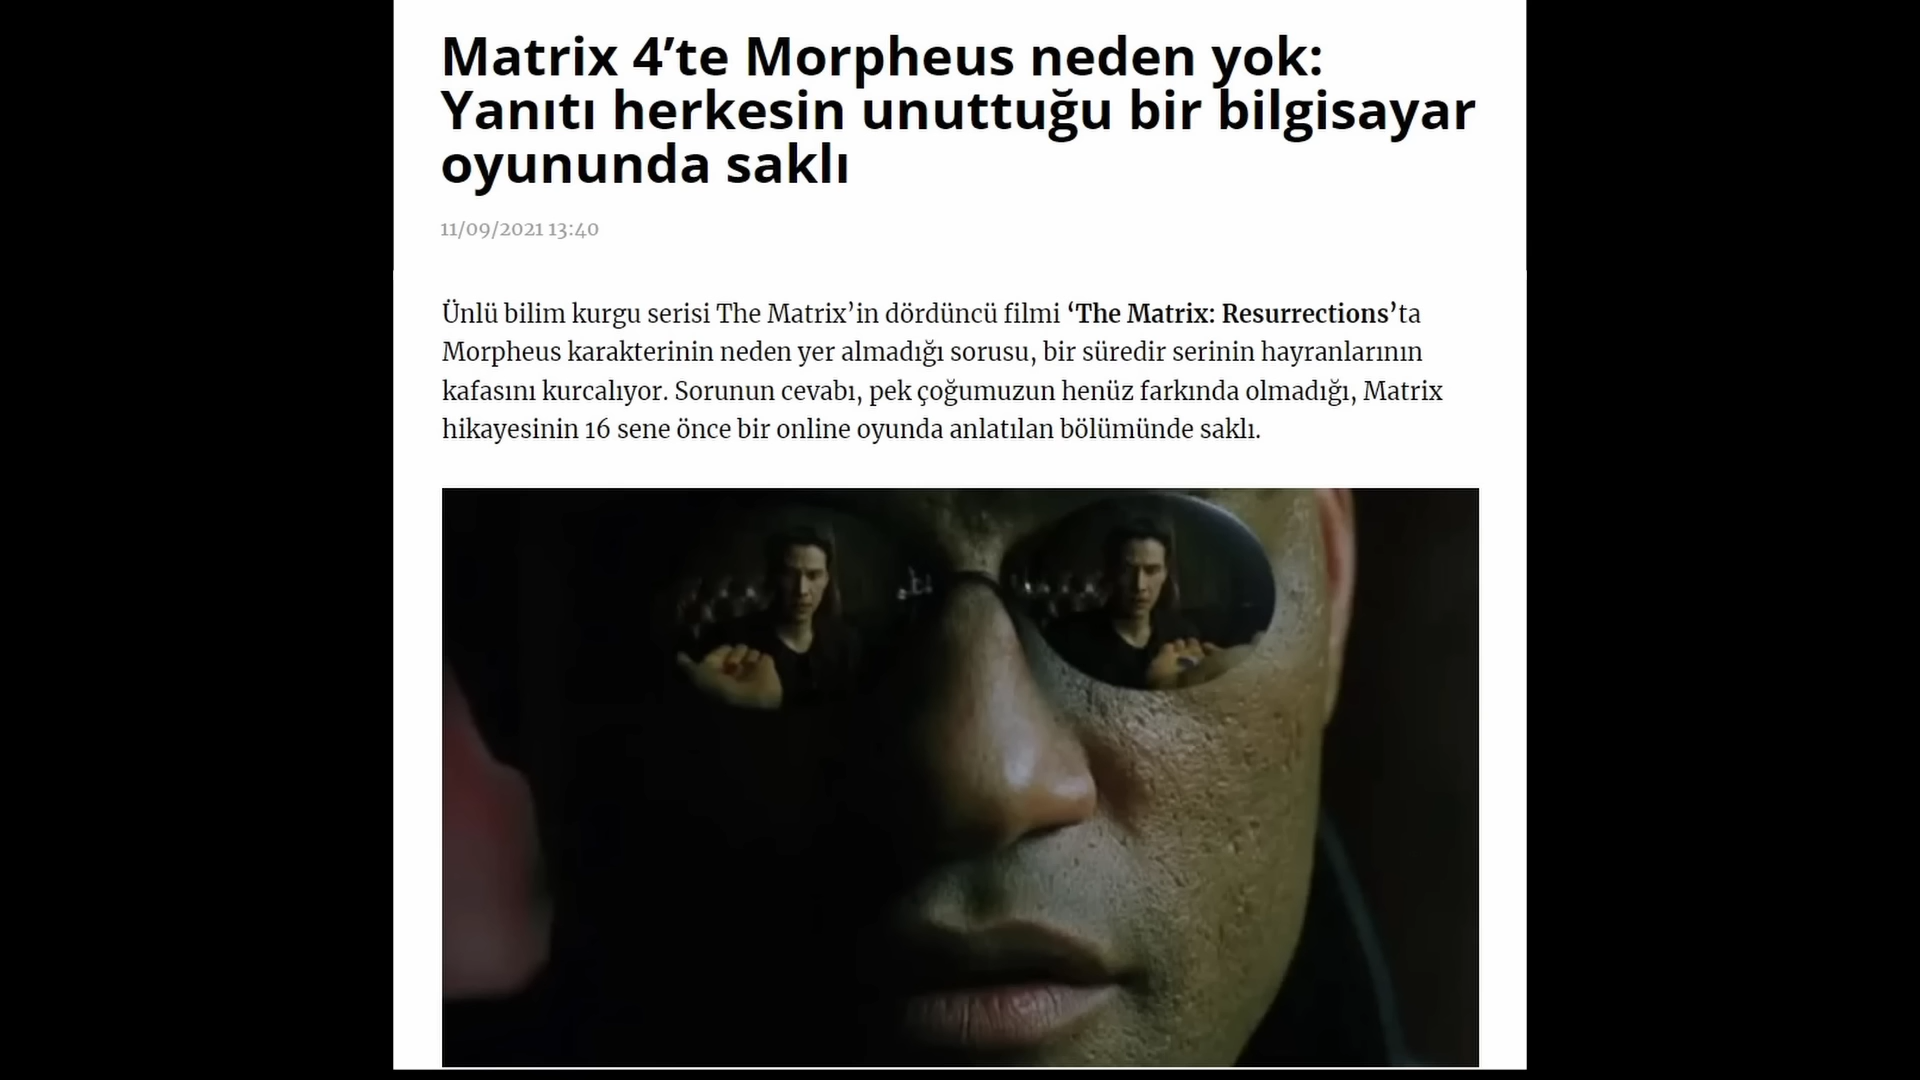 Matrix 4’te Morpheus neden yok:
Yanıtı herkesin unuttuğu bir bilgisayar
oyununda saklı
11/09/2021 13:40
Ünlü bilim kurgu serisi The Matrix’in dördüncü filmi ‘The Matrix: Resurrections’ta
Morpheus karakterinin neden yer almadığı sorusu, bir süredir serinin hayranlarının
kafasını kurcalıyor. Sorunun cevabı, pek çoğumuzun henüz farkında olmadığı, Matrix
hikayesinin 16 sene önce bir online oyunda anlatılan bölümünde saklı.